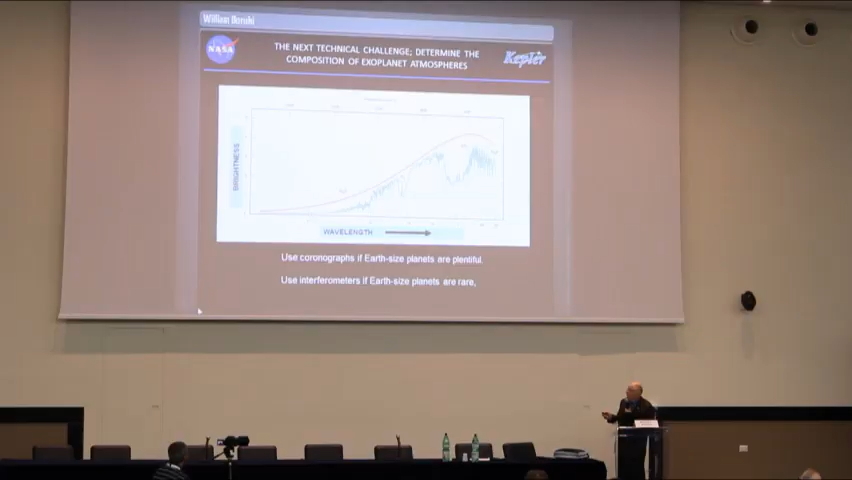 William Borucki
NASA
THE NEXT TECHNICAL CHALLENGE; DETERMINE THE
COMPOSITION OF EXOPLANET ATMOSPHERES
Kepler
BRIGHTNESS
WAVELENGTH
Use coronographs if Earth-size planets are plentiful.
Use interferometers if Earth-size planets are rare,